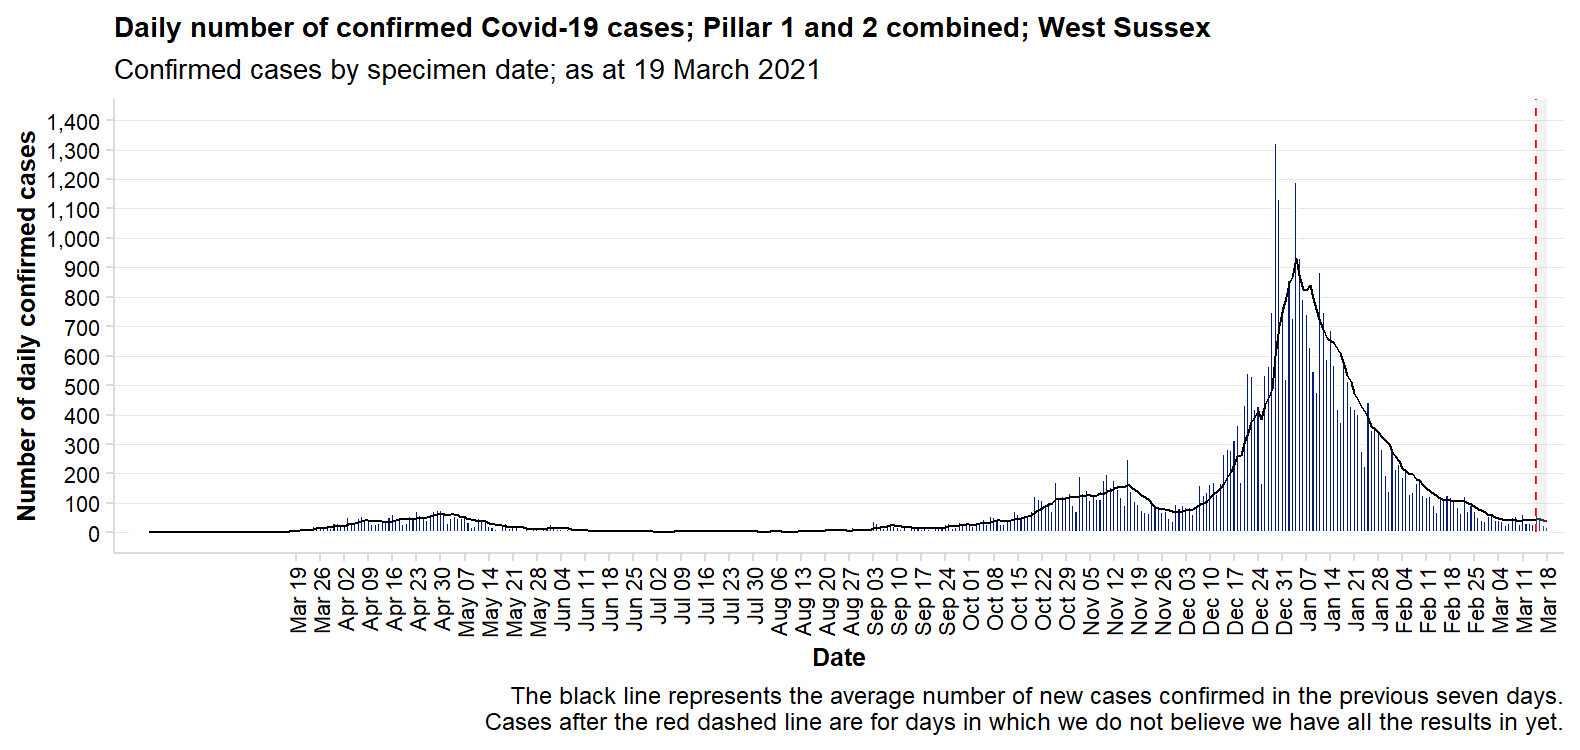 Daily number of confirmed Covid-19 cases; Pillar 1 and 2 combined; West Sussex
Confirmed cases by specimen date; as at 19 March 2021
Number of daily confirmed cases
1,400
1,300
1,200
1,100
1,000
900
800
700
600
500
400
300
200
100
0
Mar 19
Mar 26
Apr 02
Apr 09
Apr 16
Apr 23
Apr 30
May 07
May 14
May 21
May 28
Jun 04
Jun 11
Jun 18
Jun 25
Jul 02
Jul 09
Jul 16
Jul 23
Jul 30
Aug 06
Aug 13
Aug 20
Aug 27
Sep 03
Sep 10
Sep 17
Sep 24
Oct 01
Oct 08
Oct 15
Oct 22
Oct 29
Nov 05
Nov 12
Nov 19
Nov 26
Dec 03
Dec 10
Dec 17
Dec 24
Dec 31
Jan 07
Jan 14
Jan 21
Jan 28
Feb 04
Feb 11
Feb 18
Feb 25
Mar 04
Mar 11
Mar 18
Date
The black line represents the average number of new cases confirmed in the previous seven days.
Cases after the red dashed line are for days in which we do not believe we have all the results in yet.